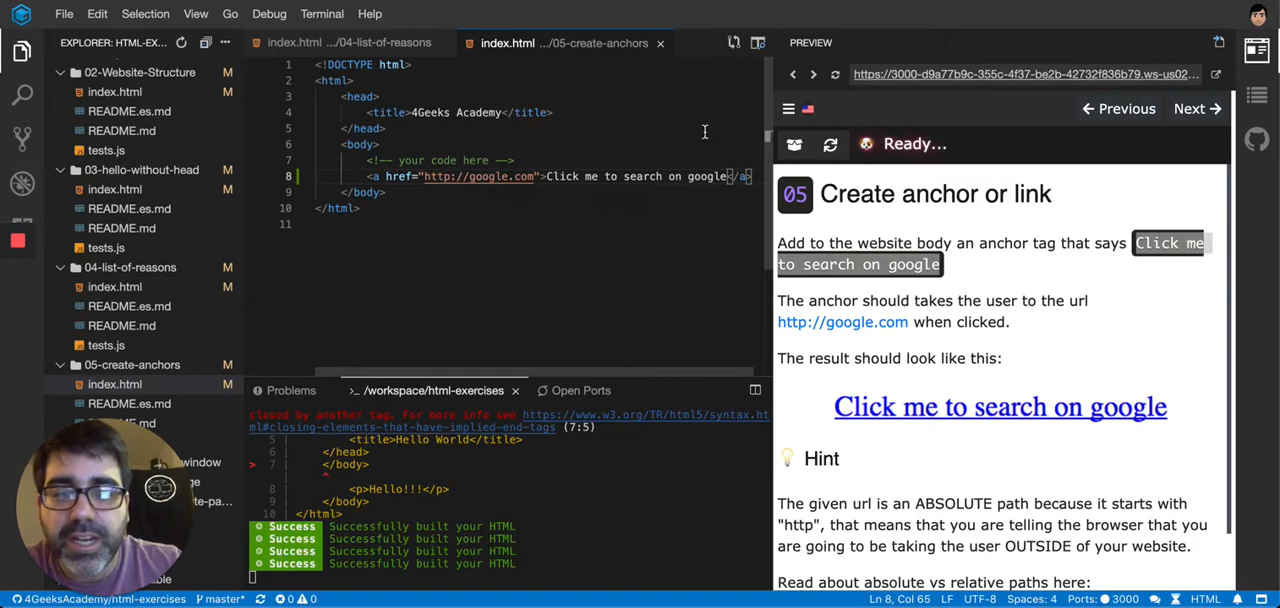 File Edit Selection View Go Debug Terminal Help
EXPLORER: HTML-EX...
02-Website-Structure M
index.html M
README.es.md
README.md
tests.js
03-hello-without-head M
index.html M
README.es.md
README.md
tests.js
04-list-of-reasons M
index.html M
README.es.md
README.md
tests.js
05-create-anchors M
index.html M
README.es.md
index.html .../04-list-of-reasons
index.html .../05-create-anchors
1 <!DOCTYPE html>
2 <html>
3 <head>
4 <title>4Geeks Academy</title>
5 </head>
6 <body>
7 <!-- your code here -->
8 <a href="http://google.com">Click me to search on google</a>
9 </body>
10 </html>
11
Problems
/workspace/html-exercises
Open Ports
closed by another tag. For more info see https://www.w3.org/TR/html5/syntax.ht
ml#closing-elements-that-have-implied-end-tags (7:5)
5 | <title>Hello World</title>
6 | </head>
> 7 | </body>
| ^
8 | <p>Hello!!!</p>
9 | </body>
10 | </html>
Success Successfully built your HTML
Success Successfully built your HTML
Success Successfully built your HTML
Success Successfully built your HTML
PREVIEW
https://3000-d9a77b9c-355c-4f37-be2b-42732f836b79.ws-us02...
← Previous Next →
Ready...
05 Create anchor or link
Add to the website body an anchor tag that says Click me
to search on google
The anchor should takes the user to the url
http://google.com when clicked.
The result should look like this:
Click me to search on google
Hint
The given url is an ABSOLUTE path because it starts with
"http", that means that you are telling the browser that you
are going to be taking the user OUTSIDE of your website.
Read about absolute vs relative paths here:
4GeeksAcademy/html-exercises master* 0 0
Ln 8, Col 65 LF UTF-8 Spaces: 4 Ports: 3000 HTML